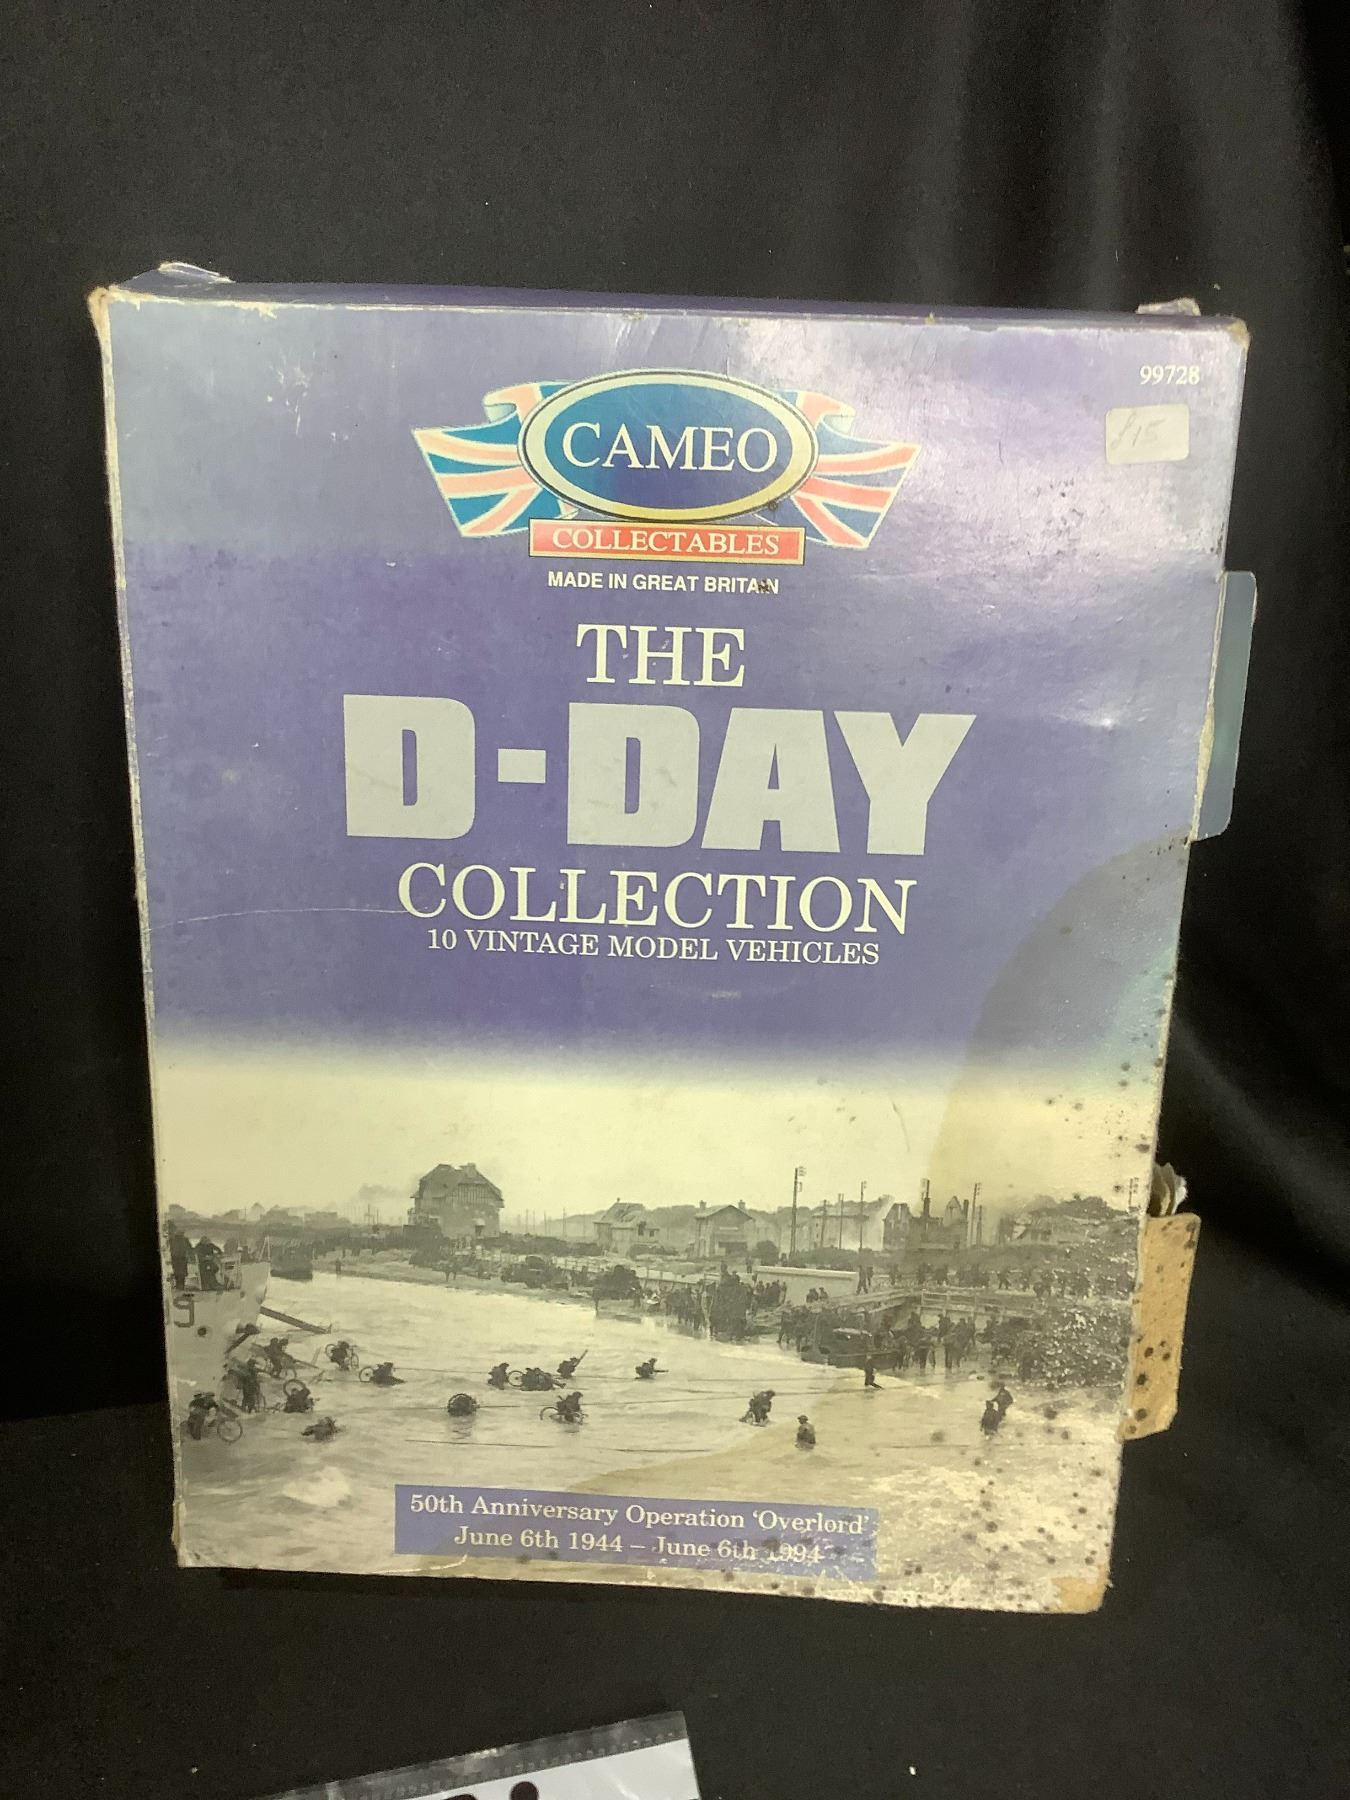 99728
£15
CAMEO
COLLECTABLES
MADE IN GREAT BRITAIN
THE
D-DAY
COLLECTION
10 VINTAGE MODEL VEHICLES
50th Anniversary Operation ‘Overlord’
June 6th 1944 – June 6th 1994